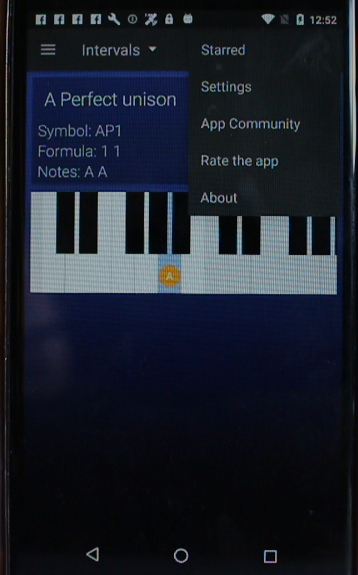 12:52
Intervals
Starred
Settings
App Community
Rate the app
About
A Perfect unison
Symbol: AP1
Formula: 1 1
Notes: A A
A